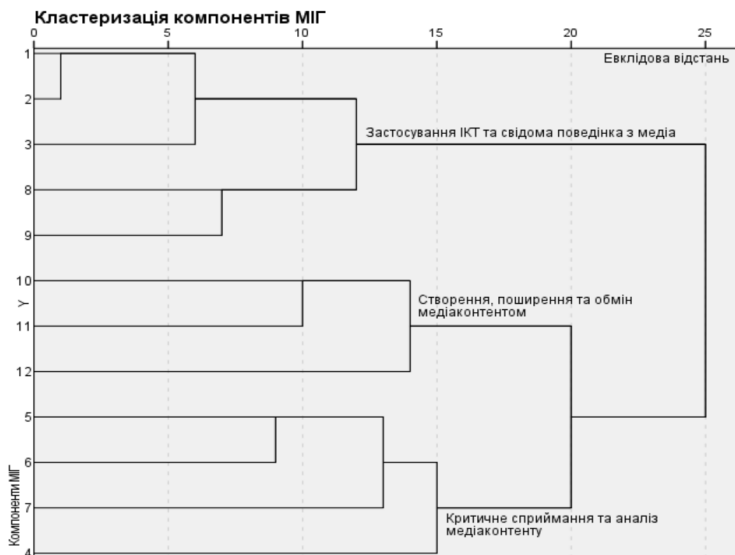 Кластеризація компонентів МІГ
0 5 10 15 20 25
Евклідова відстань
1
2
Застосування ІКТ та свідома поведінка з медіа
3
8
9
10
Створення, поширення та обмін
медіаконтентом
Y
11
12
5
6
7
Критичне сприймання та аналіз
медіаконтенту
4
Компоненти МІГ